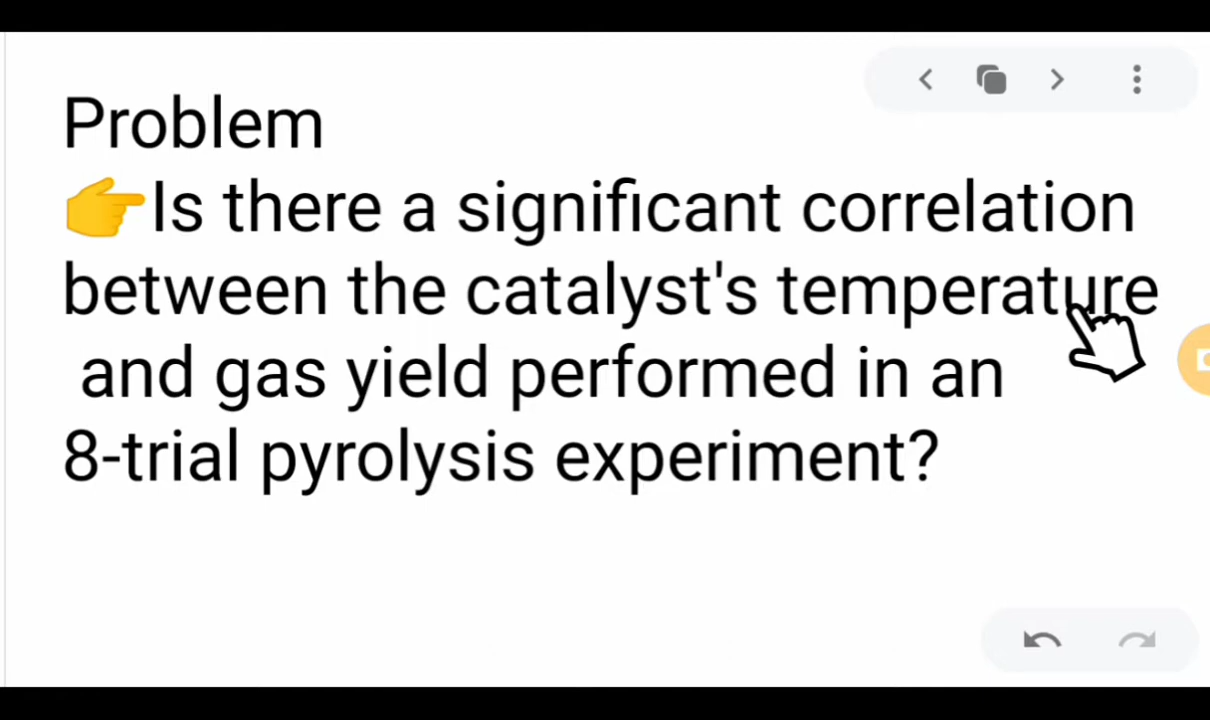 Problem
👉Is there a significant correlation
between the catalyst's temperature
and gas yield performed in an
8-trial pyrolysis experiment?